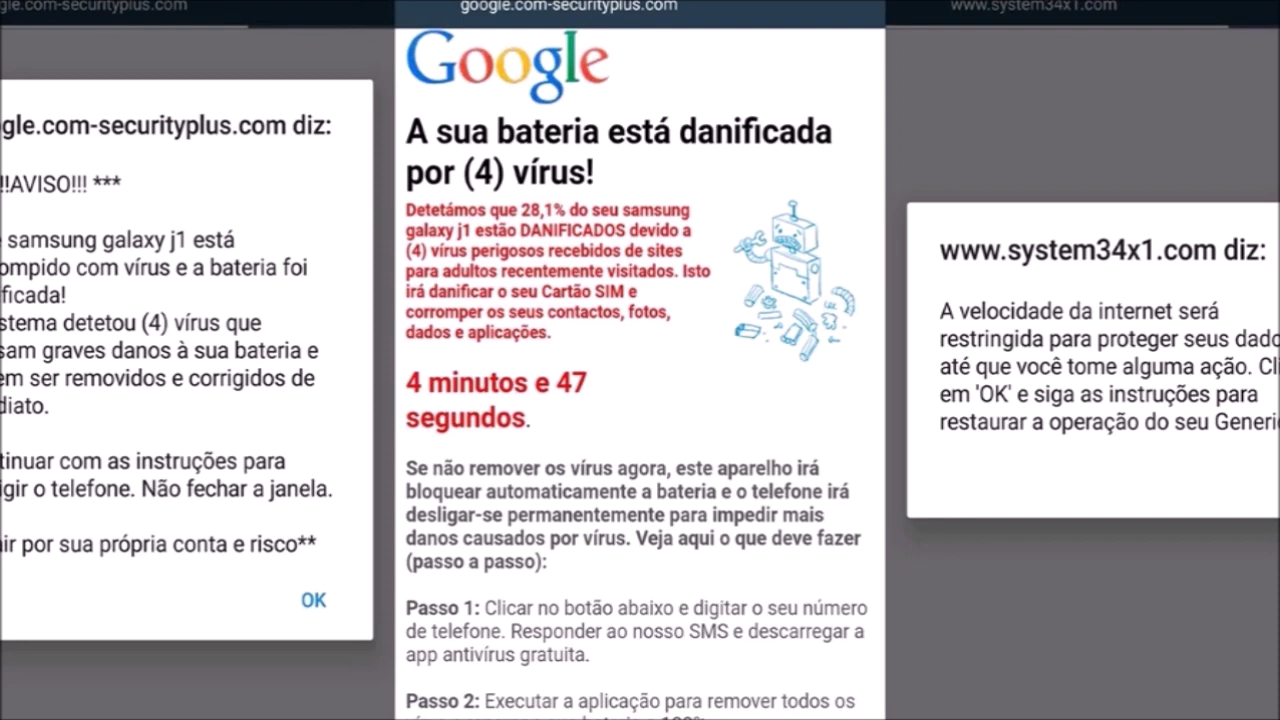 gle.com-securityplus.com
gle.com-securityplus.com diz:
!!AVISO!!! ***
samsung galaxy j1 está
ompido com vírus e a bateria foi
ficada!
stema detetou (4) vírus que
sam graves danos à sua bateria e
em ser removidos e corrigidos de
diato.
tinuar com as instruções para
igir o telefone. Não fechar a janela.
ir por sua própria conta e risco**
OK
google.com-securityplus.com
Google
A sua bateria está danificada
por (4) vírus!
Detetámos que 28,1% do seu samsung
galaxy j1 estão DANIFICADOS devido a
(4) vírus perigosos recebidos de sites
para adultos recentemente visitados. Isto
irá danificar o seu Cartão SIM e
corromper os seus contactos, fotos,
dados e aplicações.
4 minutos e 47
segundos.
Se não remover os vírus agora, este aparelho irá
bloquear automaticamente a bateria e o telefone irá
desligar-se permanentemente para impedir mais
danos causados por vírus. Veja aqui o que deve fazer
(passo a passo):
Passo 1: Clicar no botão abaixo e digitar o seu número
de telefone. Responder ao nosso SMS e descarregar a
app antivírus gratuita.
Passo 2: Executar a aplicação para remover todos os
www.system34x1.com
www.system34x1.com diz:
A velocidade da internet será
restringida para proteger seus dado
até que você tome alguma ação. Cli
em 'OK' e siga as instruções para
restaurar a operação do seu Generi